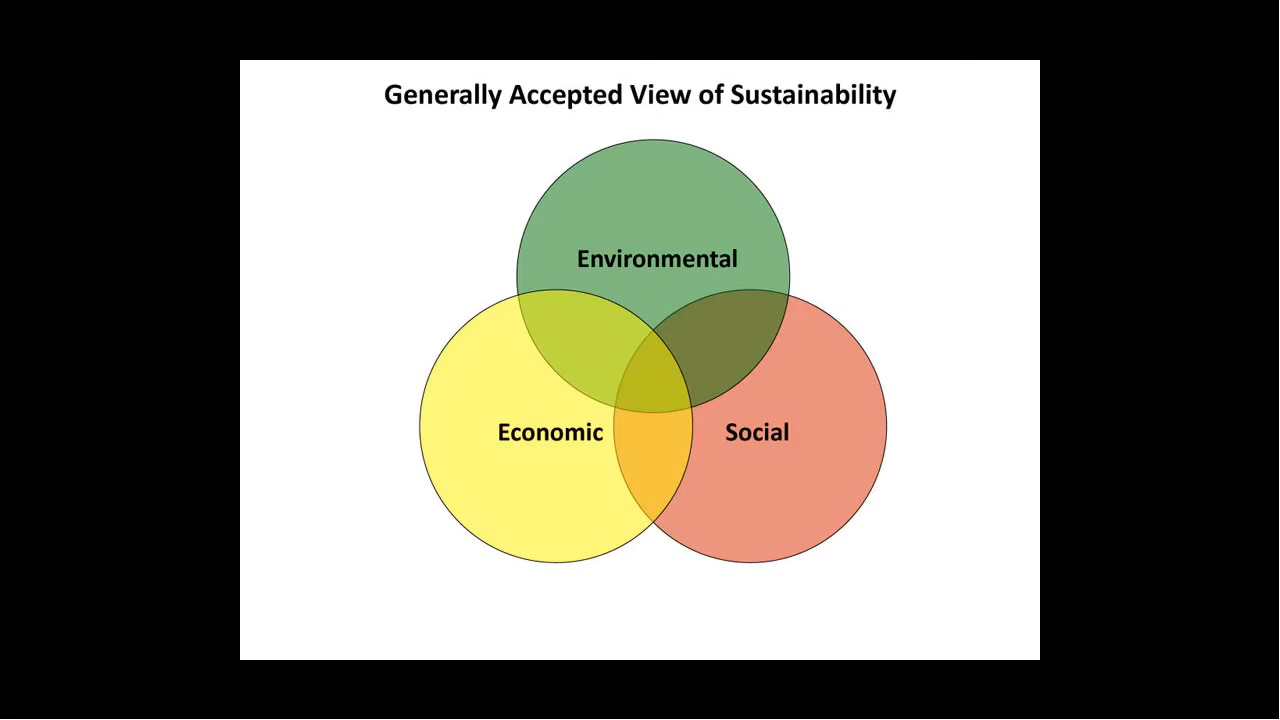 Generally Accepted View of Sustainability
Environmental
Economic
Social